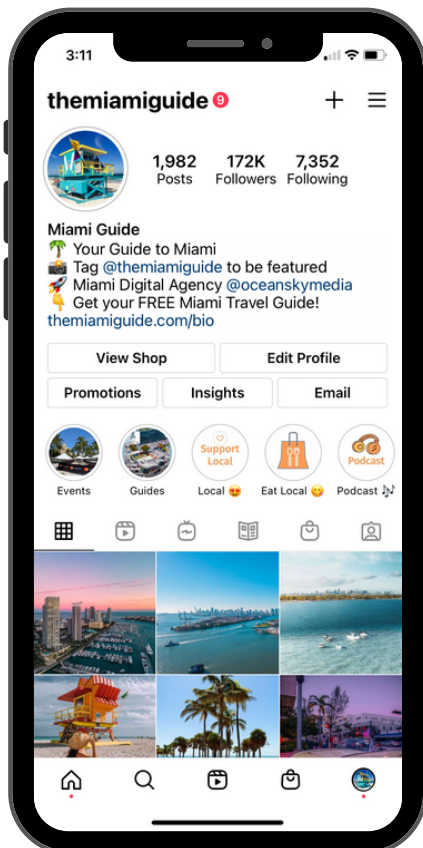 3:11
themiamiguide 9
1,982 172K 7,352
Posts Followers Following
Miami Guide
🌴 Your Guide to Miami
📸 Tag @themiamiguide to be featured
🚀 Miami Digital Agency @oceanskymedia
👇 Get your FREE Miami Travel Guide!
themiamiguide.com/bio
View Shop Edit Profile
Promotions Insights Email
Support
Local
Podcast
Events Guides Local 😍 Eat Local 😋 Podcast 🎶